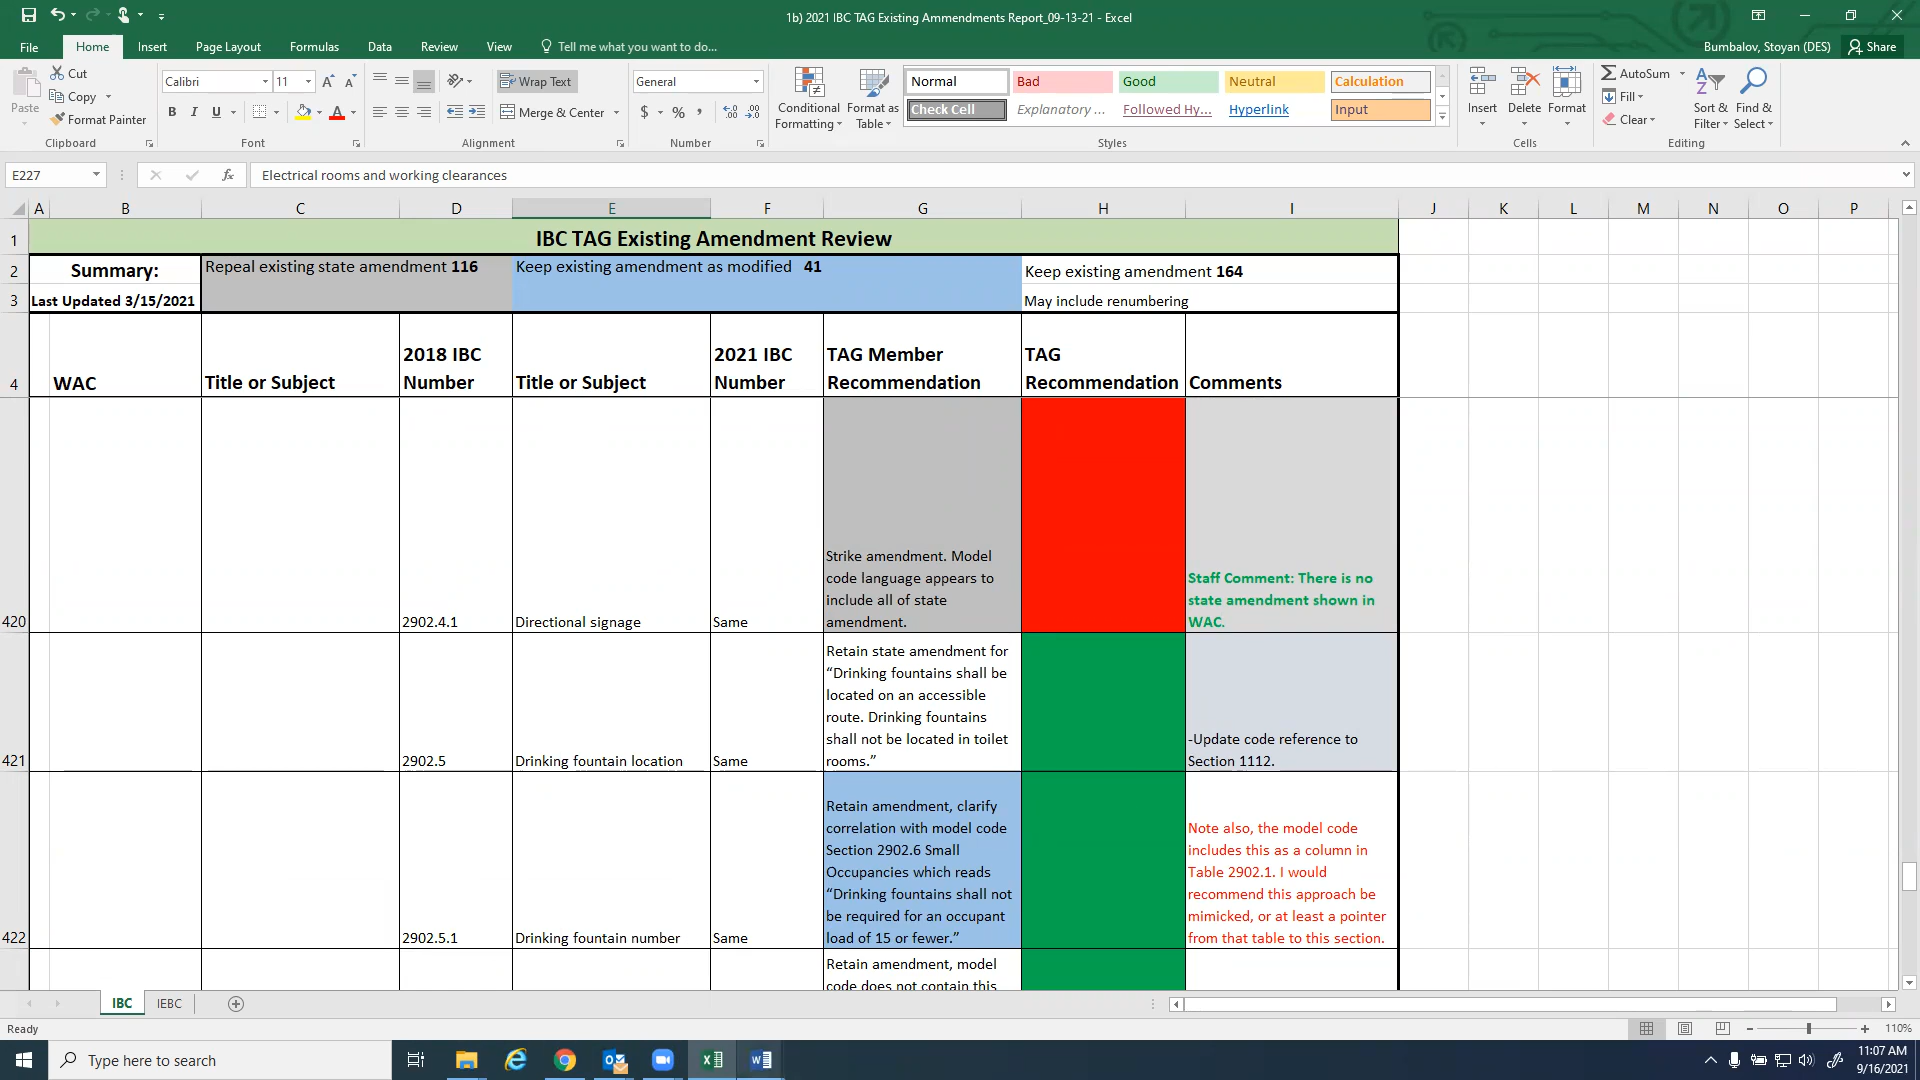 1b) 2021 IBC TAG Existing Ammendments Report_09-13-21 - Excel
File Home Insert Page Layout Formulas Data Review View Tell me what you want to do... Bumbalov, Stoyan (DES) Share
Paste Cut Copy Format Painter
Calibri 11 General
Wrap Text
Merge & Center
B I U $ %
Conditional Formatting
Format as Table
Normal Bad Good Neutral Calculation
Check Cell Explanatory ... Followed Hy... Hyperlink Input
Insert Delete Format
AutoSum Fill Clear
Sort & Filter
Find & Select
Clipboard Font Alignment Number Styles Cells Editing
E227 fx Electrical rooms and working clearances
A B C D E F G H I J K L M N O P
1 IBC TAG Existing Amendment Review
2 Summary: Repeal existing state amendment 116 Keep existing amendment as modified 41 Keep existing amendment 164
3 Last Updated 3/15/2021 May include renumbering
4 WAC Title or Subject
2018 IBC
Number
Title or Subject
2021 IBC
Number
TAG Member
Recommendation
TAG
Recommendation
Comments
420
2902.4.1 Directional signage Same
Strike amendment. Model
code language appears to
include all of state
amendment.
Staff Comment: There is no
state amendment shown in
WAC.
421
2902.5 Drinking fountain location Same
Retain state amendment for
“Drinking fountains shall be
located on an accessible
route. Drinking fountains
shall not be located in toilet
rooms.”
-Update code reference to
Section 1112.
422
2902.5.1 Drinking fountain number Same
Retain amendment, clarify
correlation with model code
Section 2902.6 Small
Occupancies which reads
“Drinking fountains shall not
be required for an occupant
load of 15 or fewer.”
Note also, the model code
includes this as a column in
Table 2902.1. I would
recommend this approach be
mimicked, or at least a pointer
from that table to this section.
Retain amendment, model
code does not contain this
IBC IEBC
Ready 110%
Type here to search
11:07 AM
9/16/2021